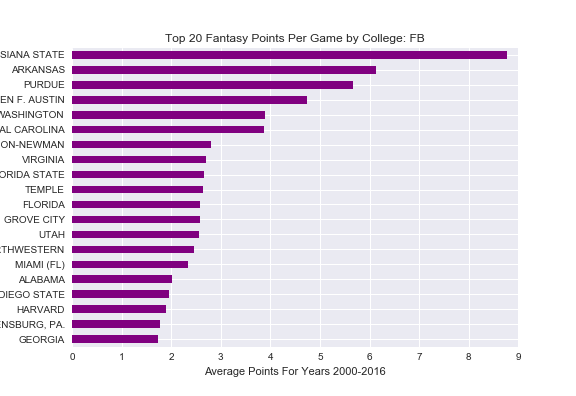 Top 20 Fantasy Points Per Game by College: FB
SIANA STATE
ARKANSAS
PURDUE
EN F. AUSTIN
WASHINGTON
AL CAROLINA
ON-NEWMAN
VIRGINIA
ORIDA STATE
TEMPLE
FLORIDA
GROVE CITY
UTAH
RTHWESTERN
MIAMI (FL)
ALABAMA
DIEGO STATE
HARVARD
ENSBURG, PA.
GEORGIA
0 1 2 3 4 5 6 7 8 9
Average Points For Years 2000-2016